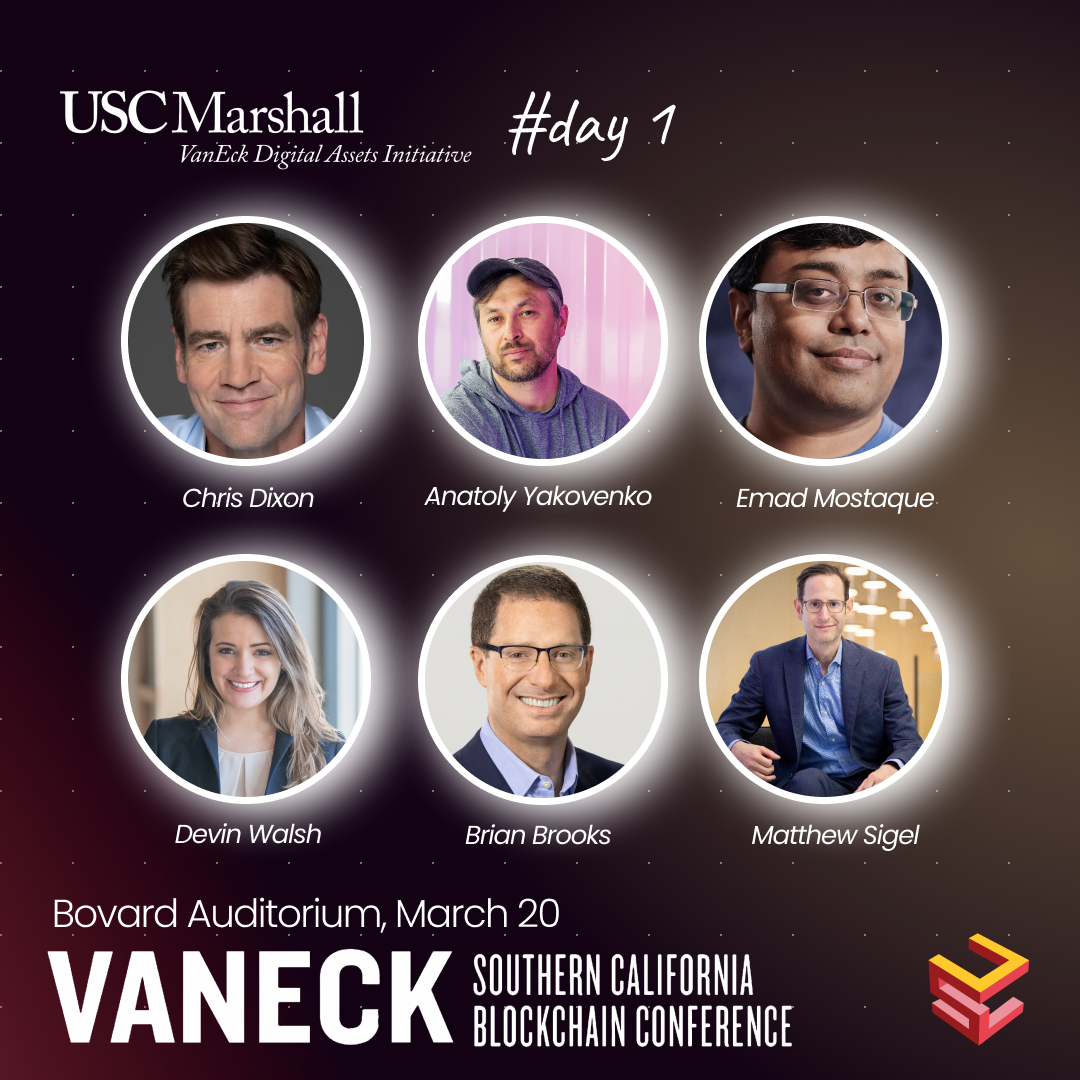 USC Marshall
VanEck Digital Assets Initiative
#day 1
Chris Dixon
Anatoly Yakovenko
Emad Mostaque
Devin Walsh
Brian Brooks
Matthew Sigel
Bovard Auditorium, March 20
VANECK
SOUTHERN CALIFORNIA
BLOCKCHAIN CONFERENCE